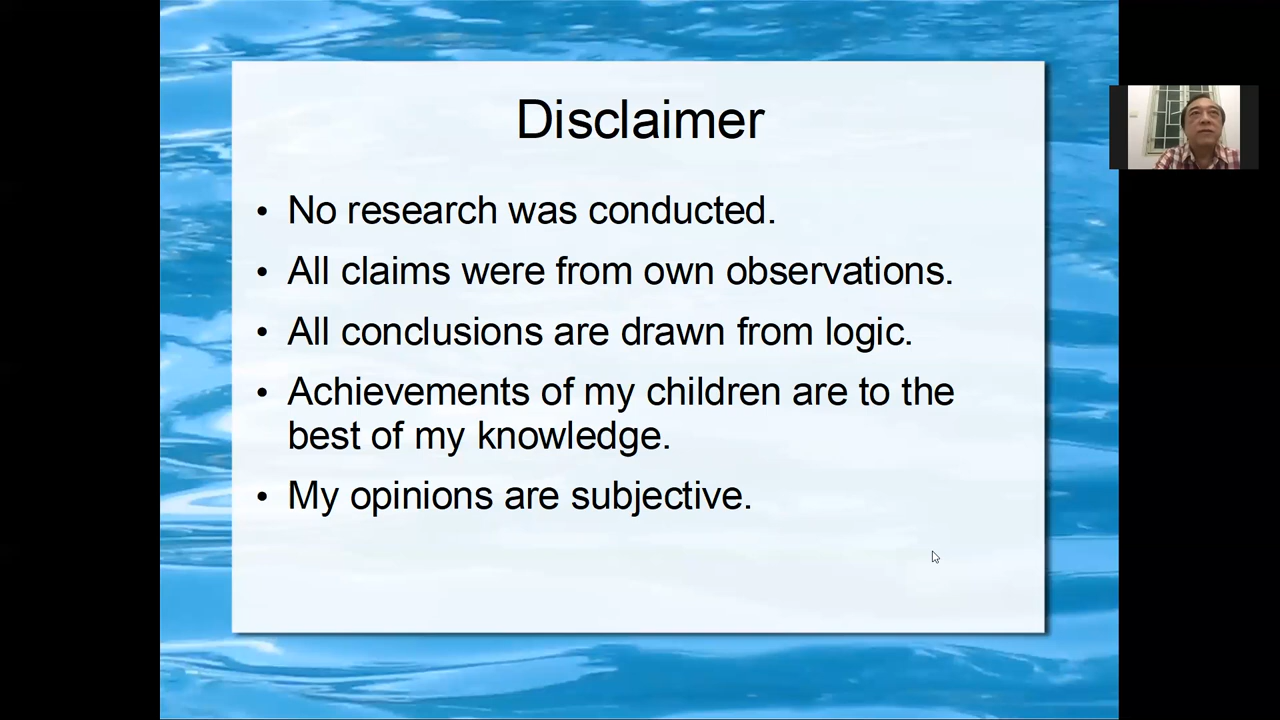 Disclaimer
• No research was conducted.
• All claims were from own observations.
• All conclusions are drawn from logic.
• Achievements of my children are to the
best of my knowledge.
• My opinions are subjective.